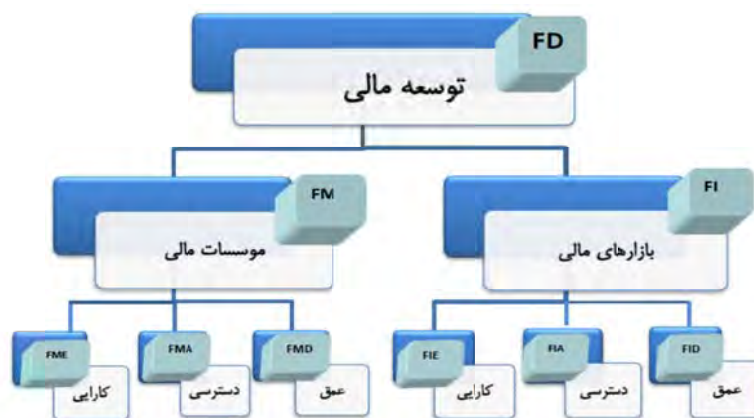 FD
توسعه مالی
FI
بازارهای مالی
FM
موسسات مالی
FID
عمق
FIA
دسترسی
FIE
کارایی
FMD
عمق
FMA
دسترسی
FME
کارایی